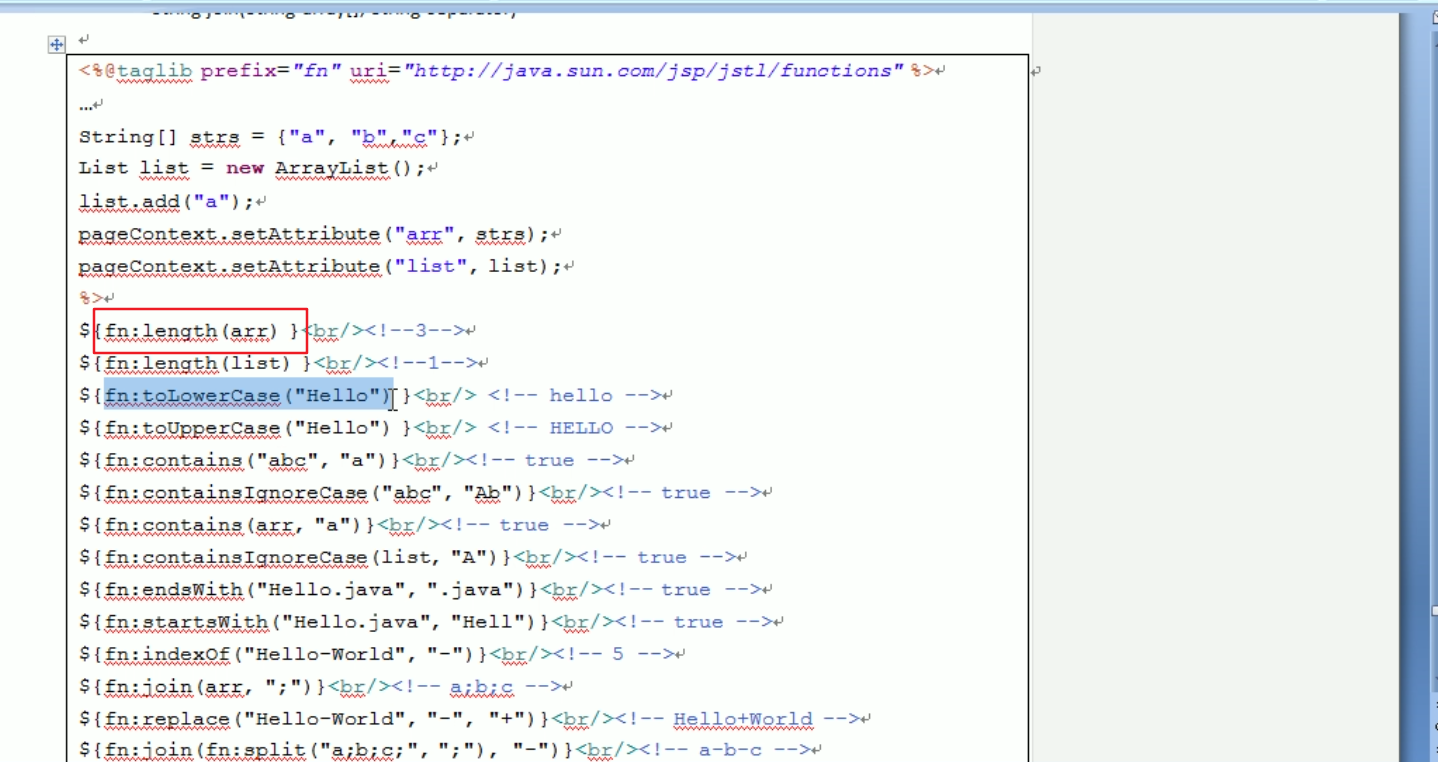 String join(String array[], String separator)
<%@taglib prefix="fn" uri="http://java.sun.com/jsp/jstl/functions" %>
…
String[] strs = {"a", "b","c"};
List list = new ArrayList();
list.add("a");
pageContext.setAttribute("arr", strs);
pageContext.setAttribute("list", list);
%>
${fn:length(arr) }<br/><!--3-->
${fn:length(list) }<br/><!--1-->
${fn:toLowerCase("Hello") }<br/> <!-- hello -->
${fn:toUpperCase("Hello") }<br/> <!-- HELLO -->
${fn:contains("abc", "a")}<br/><!-- true -->
${fn:containsIgnoreCase("abc", "Ab")}<br/><!-- true -->
${fn:contains(arr, "a")}<br/><!-- true -->
${fn:containsIgnoreCase(list, "A")}<br/><!-- true -->
${fn:endsWith("Hello.java", ".java")}<br/><!-- true -->
${fn:startsWith("Hello.java", "Hell")}<br/><!-- true -->
${fn:indexOf("Hello-World", "-")}<br/><!-- 5 -->
${fn:join(arr, ";")}<br/><!-- a;b;c -->
${fn:replace("Hello-World", "-", "+")}<br/><!-- Hello+World -->
${fn:join(fn:split("a;b;c;", ";"), "-")}<br/><!-- a-b-c -->